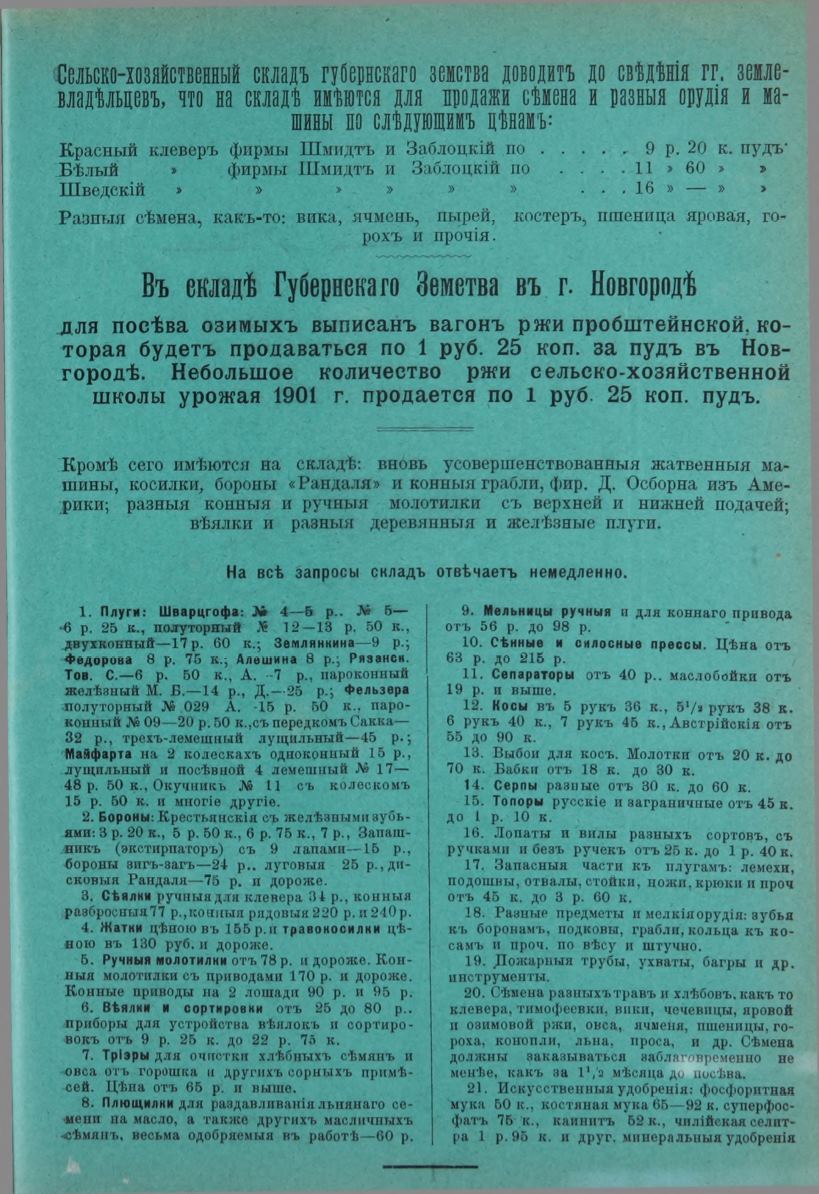 Сельско-хозяйственный складъ губернскаго земства доводитъ до свѣдѣнія гг. земле-
владѣльцевъ, что на складѣ имѣются для продажи сѣмена и разныя орудія и ма-
шины по слѣдующимъ цѣнамъ:
Красный клеверъ фирмы Шмидтъ и Заблоцкій по . . . . . 9 р. 20 к. пудъ
Бѣлый » фирмы Шмидтъ и Заблоцкій по . . . . 11 » 60 » »
Шведскій » » » » » » . . . 16 » — » »
Разныя сѣмена, какъ-то: вика, ячмень, пырей, костеръ, пшеница яровая, го-
рохъ и прочія.
Въ складѣ Губернскаго Земства въ г. Новгородѣ
для посѣва озимыхъ выписанъ вагонъ ржи пробштейнской, ко-
торая будетъ продаваться по 1 руб. 25 коп. за пудъ въ Нов-
городѣ. Небольшое количество ржи сельско-хозяйственной
школы урожая 1901 г. продается по 1 руб. 25 коп. пудъ.
Кромѣ сего имѣются на складѣ: вновь усовершенствованныя жатвенныя ма-
шины, косилки, бороны «Рандаля» и конныя грабли, фир. Д. Осборна изъ Аме-
рики; разныя конныя и ручныя молотилки съ верхней и нижней подачей;
вѣялки и разныя деревянныя и желѣзные плуги.
На всѣ запросы складъ отвѣчаетъ немедленно.
1. Плуги: Шварцгофа: № 4—5 р.. № 5—
6 р. 25 к., полуторный № 12—13 р. 50 к.,
двухконный—17 р. 60 к.; Землянкина—9 р.;
Федорова 8 р. 75 к.; Алешина 8 р.; Рязанск.
Тов. С.—6 р. 50 к., А. -7 р., пароконный
желѣзный М. Б.—14 р., Д.—25 р.; Фельзера
полуторный № 029 А. -15 р. 50 к., паро-
конный № 09—20 р. 50 к., съ передкомъ Сакка—
32 р., трехъ-лемешный лущильный—45 р.;
Майфарта на 2 колескахъ одноконный 15 р.,
лущильный и посѣвной 4 лемешный № 17—
48 р. 50 к., Окучникъ № 11 съ колескомъ
15 р. 50 к. и многіе другіе.
2. Бороны: Крестьянскія съ желѣзными зубь-
ями: 3 р. 20 к., 5 р. 50 к., 6 р. 75 к., 7 р., Запаш-
никъ (экстирпаторъ) съ 9 лапами—15 р.,
бороны зигъ-загъ—24 р.. луговыя 25 р., ди-
сковыя Рандаля—75 р. и дороже.
3. Сѣялки ручныя для клевера 34 р., конныя
разбросныя 77 р., конныя рядовыя 220 р. и 240 р.
4. Жатки цѣною въ 155 р. и травокосилки цѣ-
ною въ 130 руб. и дороже.
5. Ручныя молотилки отъ 78 р. и дороже. Кон-
ныя молотилки съ приводами 170 р. и дороже.
Конные приводы на 2 лошади 90 р. и 95 р.
6. Вѣялки и сортировки отъ 25 до 80 р..
приборы для устройства вѣялокъ и сортиро-
вокъ отъ 9 р. 25 к. до 22 р. 75 к.
7. Тріэры для очистки хлѣбныхъ сѣмянъ и
овса отъ горошка и другихъ сорныхъ примѣ-
сей. Цѣна отъ 65 р. и выше.
8. Плющилки для раздавливанія льнянаго се-
мени на масло, а также другихъ масличныхъ
сѣмянъ, весьма одобряемыя въ работѣ—60 р.
9. Мельницы ручныя и для коннаго привода
отъ 56 р. до 98 р.
10. Сѣнные и силосные прессы. Цѣна отъ
63 р. до 215 р.
11. Сепараторы отъ 40 р.. маслобойки отъ
19 р. и выше.
12. Косы въ 5 рукъ 36 к., 5¹/₂ рукъ 38 к.
6 рукъ 40 к., 7 рукъ 45 к., Австрійскія отъ
55 до 90 к.
13. Выбои для косъ. Молотки отъ 20 к. до
70 к. Бабки отъ 18 к. до 30 к.
14. Серпы разные отъ 30 к. до 60 к.
15. Топоры русскіе и заграничные отъ 45 к.
до 1 р. 10 к.
16. Лопаты и вилы разныхъ сортовъ, съ
ручками и безъ ручекъ отъ 25 к. до 1 р. 40 к.
17. Запасныя части къ плугамъ: лемехи,
подошвы, отвалы, стойки, ножи, крюки и проч
отъ 45 к. до 3 р. 60 к.
18. Разные предметы и мелкія орудія: зубья
къ боронамъ, подковы, грабли, кольца къ ко-
самъ и проч. по вѣсу и штучно.
19. Пожарныя трубы, ухваты, багры и др.
инструменты.
20. Сѣмена разныхъ травъ и хлѣбовъ, какъ то
клевера, тимофеевки, вики, чечевицы, яровой
и озимовой ржи, овса, ячменя, пшеницы, го-
роха, конопли, льна, проса, и др. Сѣмена
должны заказываться заблаговременно не
менѣе, какъ за 1¹/₂ мѣсяца до посѣва.
21. Искусственныя удобренія: фосфоритная
мука 50 к., костяная мука 65—92 к. суперфос-
фатъ 75 к., каинитъ 52 к., чилійская селит-
ра 1 р. 95 к. и друг. минеральныя удобренія